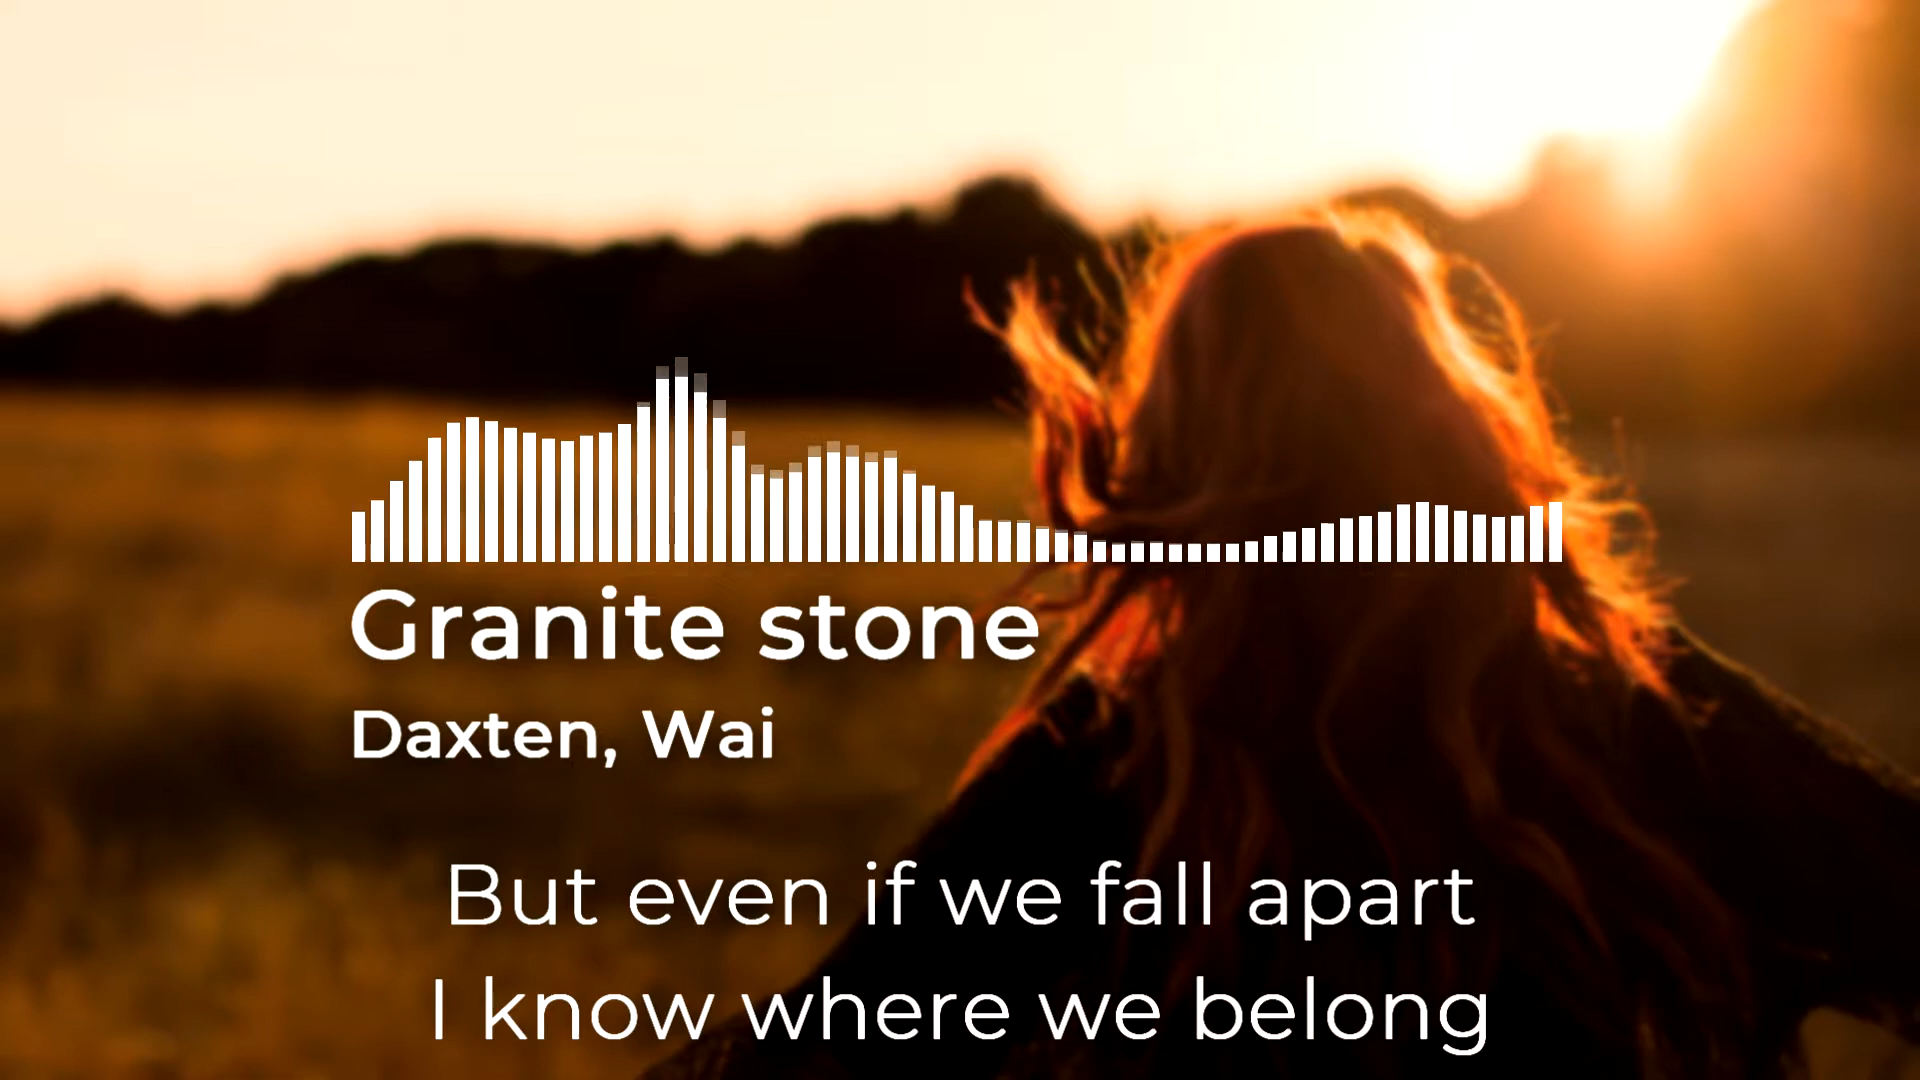 Granite stone
Daxten, Wai
But even if we fall apart
I know where we belong